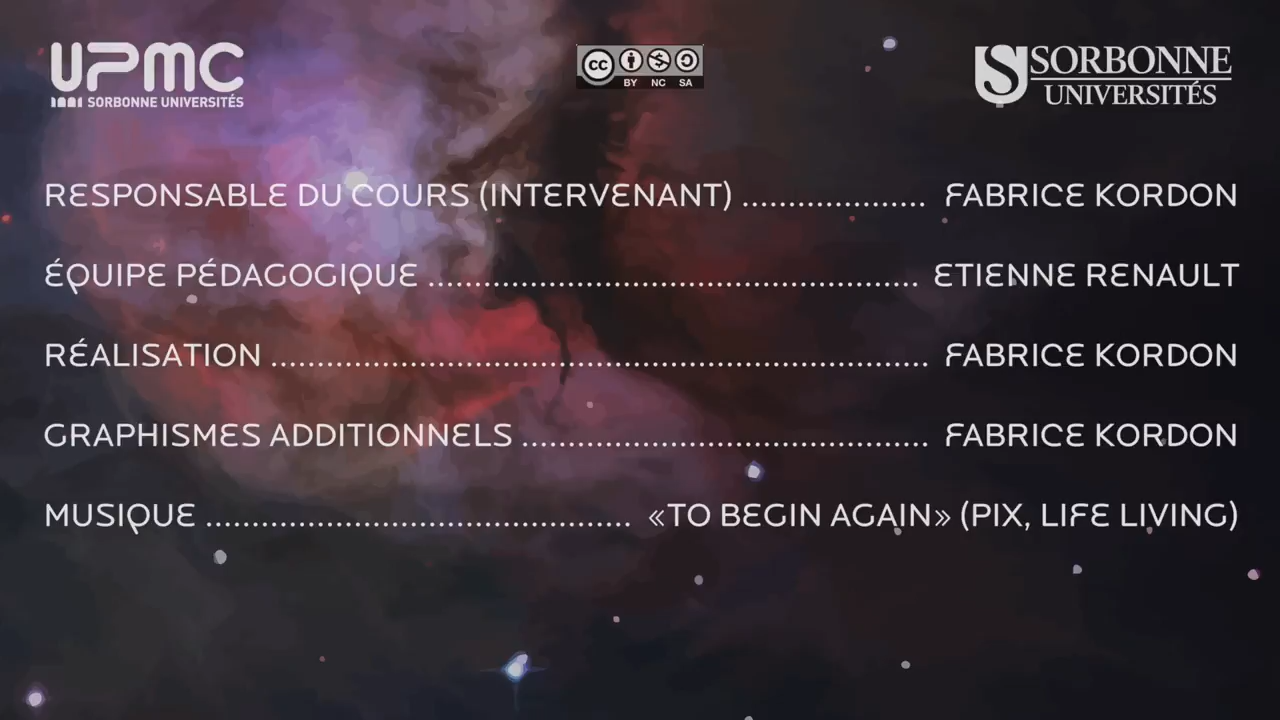 UPMC
SORBONNE UNIVERSITÉS
cc
BY NC SA
SORBONNE
UNIVERSITÉS
RESPONSABLE DU COURS (INTERVENANT) .................... FABRICE KORDON
ÉQUIPE PÉDAGOGIQUE .................................................... ETIENNE RENAULT
RÉALISATION ...................................................................... FABRICE KORDON
GRAPHISMES ADDITIONNELS ........................................... FABRICE KORDON
MUSIQUE ............................................. «TO BEGIN AGAIN» (PIX, LIFE LIVING)